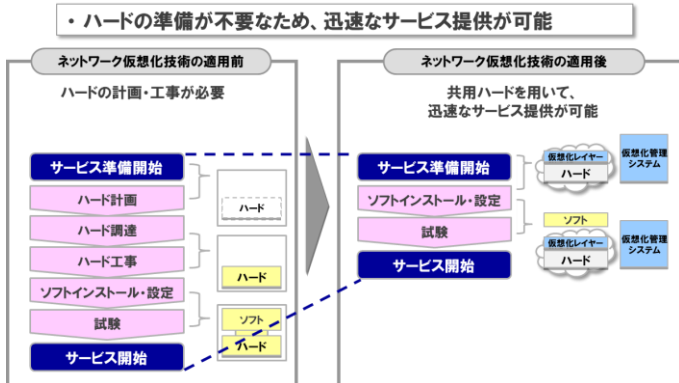 ・ハードの準備が不要なため、迅速なサービス提供が可能
ネットワーク仮想化技術の適用前
ハードの計画・工事が必要
サービス準備開始
ハード計画
ハード調達
ハード工事
ソフトインストール・設定
試験
サービス開始
ハード
ハード
ソフト
ハード
ネットワーク仮想化技術の適用後
共用ハードを用いて、
迅速なサービス提供が可能
サービス準備開始
ソフトインストール・設定
試験
サービス開始
仮想化レイヤー
ハード
仮想化管理
システム
ソフト
仮想化レイヤー
ハード
仮想化管理
システム